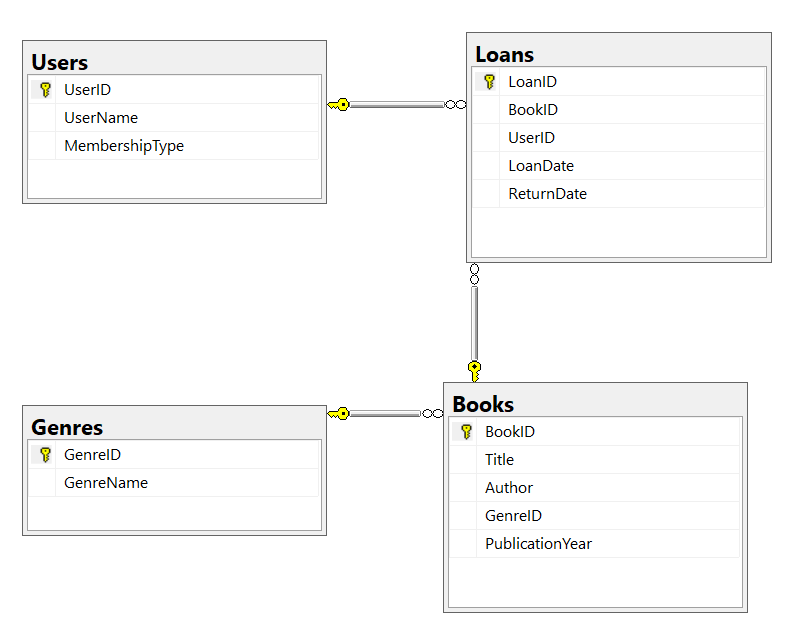 Users
UserID
UserName
MembershipType
Loans
LoanID
BookID
UserID
LoanDate
ReturnDate
Genres
GenreID
GenreName
Books
BookID
Title
Author
GenreID
PublicationYear